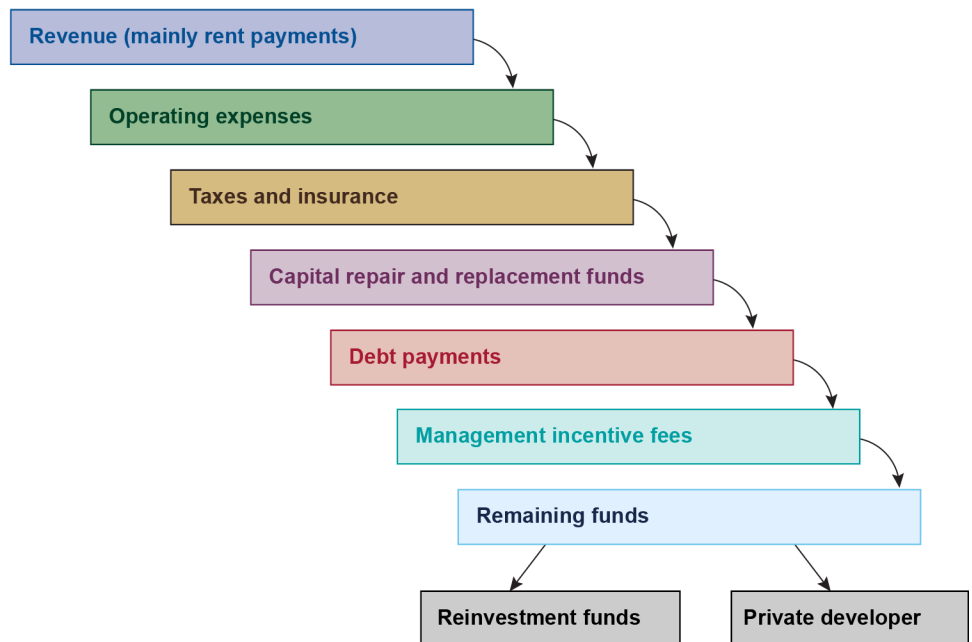 Revenue (mainly rent payments)
Operating expenses
Taxes and insurance
Capital repair and replacement funds
Debt payments
Management incentive fees
Remaining funds
Reinvestment funds
Private developer